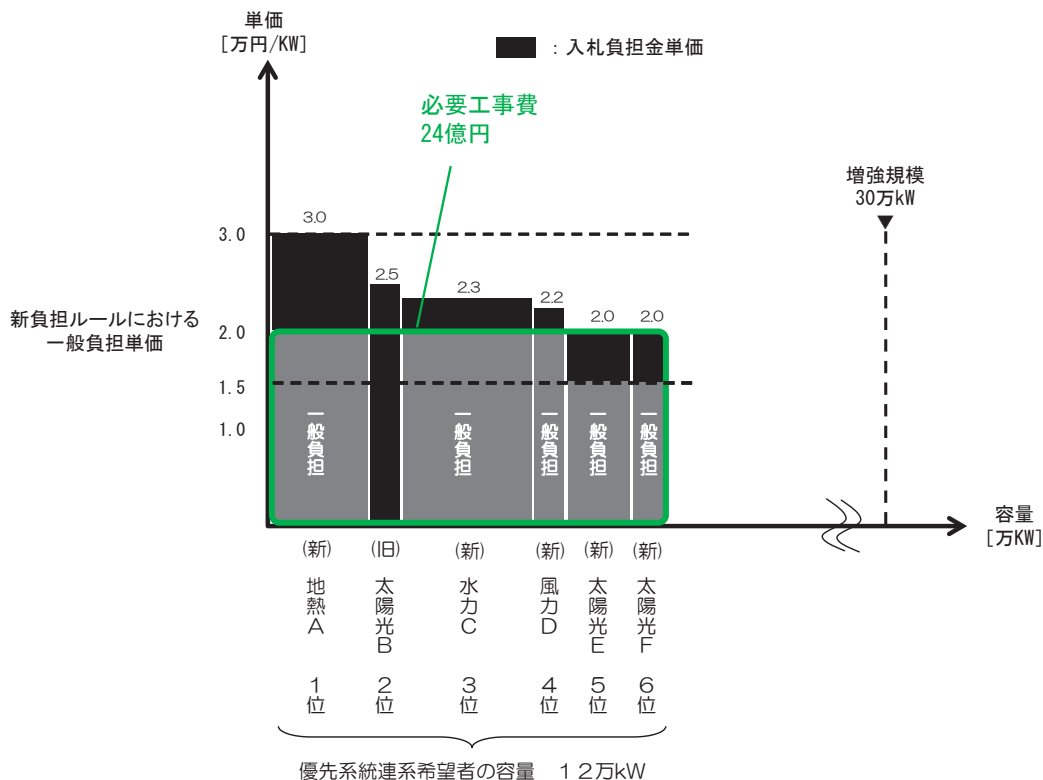 単価
[万円/KW]
：入札負担金単価
必要工事費
24億円
増強規模
30万kW
3.0
2.5
2.3
2.2
2.0
2.0
3.0
2.0
1.5
1.0
新負担ルールにおける
一般負担単価
一般負担
一般負担
一般負担
一般負担
一般負担
容量
[万KW]
(新)
(旧)
(新)
(新)
(新)
(新)
地熱A
太陽光B
水力C
風力D
太陽光E
太陽光F
1位
2位
3位
4位
5位
6位
優先系統連系希望者の容量　１２万kW